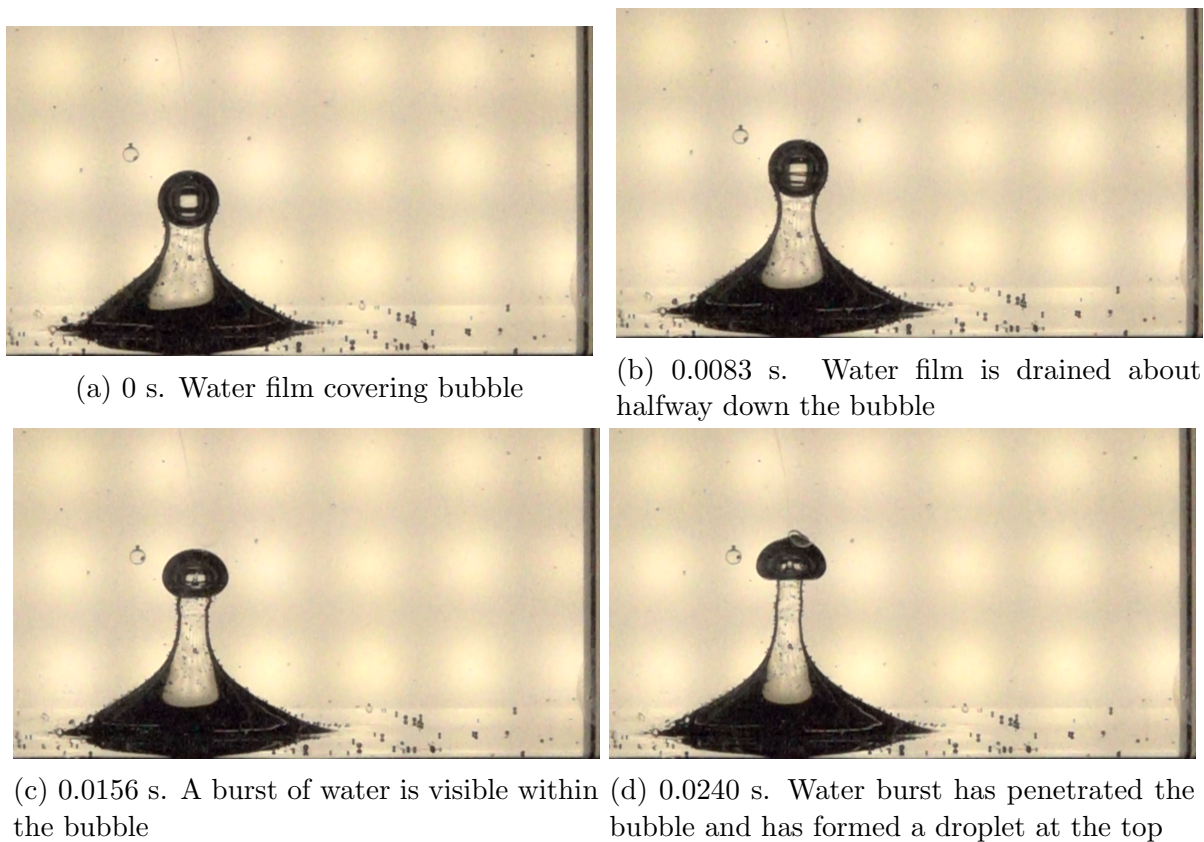 (a) 0 s. Water film covering bubble
(b) 0.0083 s. Water film is drained about
halfway down the bubble
(c) 0.0156 s. A burst of water is visible within
the bubble
(d) 0.0240 s. Water burst has penetrated the
bubble and has formed a droplet at the top